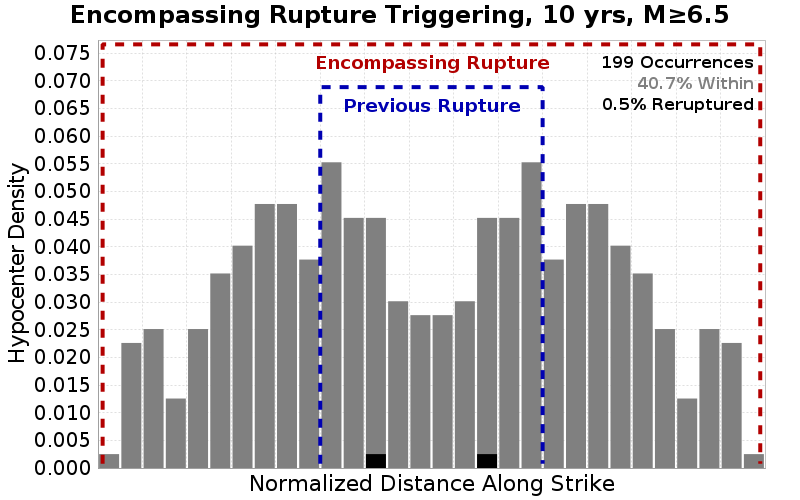 Encompassing Rupture Triggering, 10 yrs, M≥6.5
Encompassing Rupture
Previous Rupture
199 Occurrences
40.7% Within
0.5% Reruptured
Hypocenter Density
0.075
0.070
0.065
0.060
0.055
0.050
0.045
0.040
0.035
0.030
0.025
0.020
0.015
0.010
0.005
0.000
Normalized Distance Along Strike